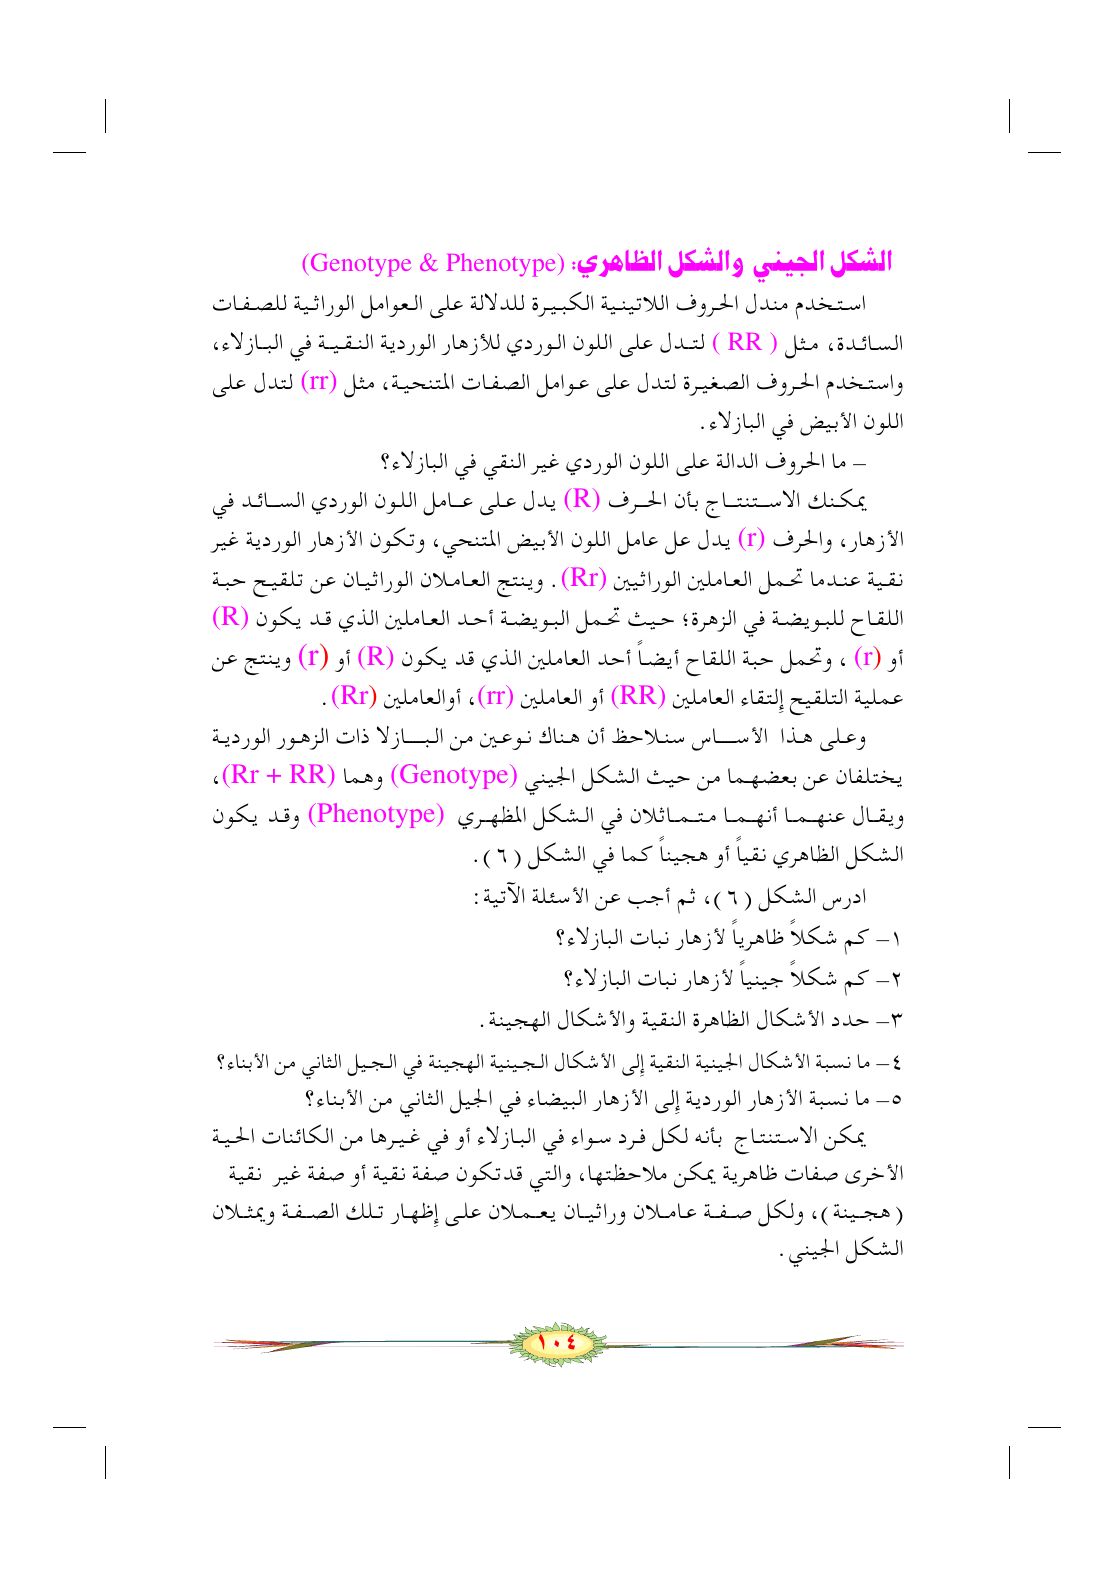 الشكل الجيني والشكل الظاهري: (Genotype & Phenotype)
استخدم مندل الحروف اللاتينية الكبيرة للدلالة على العوامل الوراثية للصفات
السائدة، مثل ( RR ) لتدل على اللون الوردي للأزهار الوردية النقية في البازلاء،
واستخدم الحروف الصغيرة لتدل على عوامل الصفات المتنحية، مثل (rr) لتدل على
اللون الأبيض في البازلاء.
– ما الحروف الدالة على اللون الوردي غير النقي في البازلاء؟
يمكنك الاستنتاج بأن الحرف (R) يدل على عامل اللون الوردي السائد في
الأزهار، والحرف (r) يدل عل عامل اللون الأبيض المتنحي، وتكون الأزهار الوردية غير
نقية عندما تحمل العاملين الوراثيين (Rr). وينتج العاملان الوراثيان عن تلقيح حبة
اللقاح للبويضة في الزهرة؛ حيث تحمل البويضة أحد العاملين الذي قد يكون (R)
أو (r) ، وتحمل حبة اللقاح أيضاً أحد العاملين الذي قد يكون (R) أو (r) وينتج عن
عملية التلقيح إلتقاء العاملين (RR) أو العاملين (rr)، أوالعاملين (Rr).
وعلى هذا الأساس سنلاحظ أن هناك نوعين من البازلا ذات الزهور الوردية
يختلفان عن بعضهما من حيث الشكل الجيني (Genotype) وهما (Rr + RR)،
ويقال عنهما أنهما متماثلان في الشكل المظهري (Phenotype) وقد يكون
الشكل الظاهري نقياً أو هجيناً كما في الشكل ( ٦ ).
ادرس الشكل ( ٦ )، ثم أجب عن الأسئلة الآتية:
١– كم شكلاً ظاهرياً لأزهار نبات البازلاء؟
٢– كم شكلاً جينياً لأزهار نبات البازلاء؟
٣– حدد الأشكال الظاهرة النقية والأشكال الهجينة.
٤– ما نسبة الأشكال الجينية النقية إلى الأشكال الجينية الهجينة في الجيل الثاني من الأبناء؟
٥– ما نسبة الأزهار الوردية إلى الأزهار البيضاء في الجيل الثاني من الأبناء؟
يمكن الاستنتاج بأنه لكل فرد سواء في البازلاء أو في غيرها من الكائنات الحية
الأخرى صفات ظاهرية يمكن ملاحظتها، والتي قدتكون صفة نقية أو صفة غير نقية
( هجينة )، ولكل صفة عاملان وراثيان يعملان على إظهار تلك الصفة ويمثلان
الشكل الجيني.
١٠٤